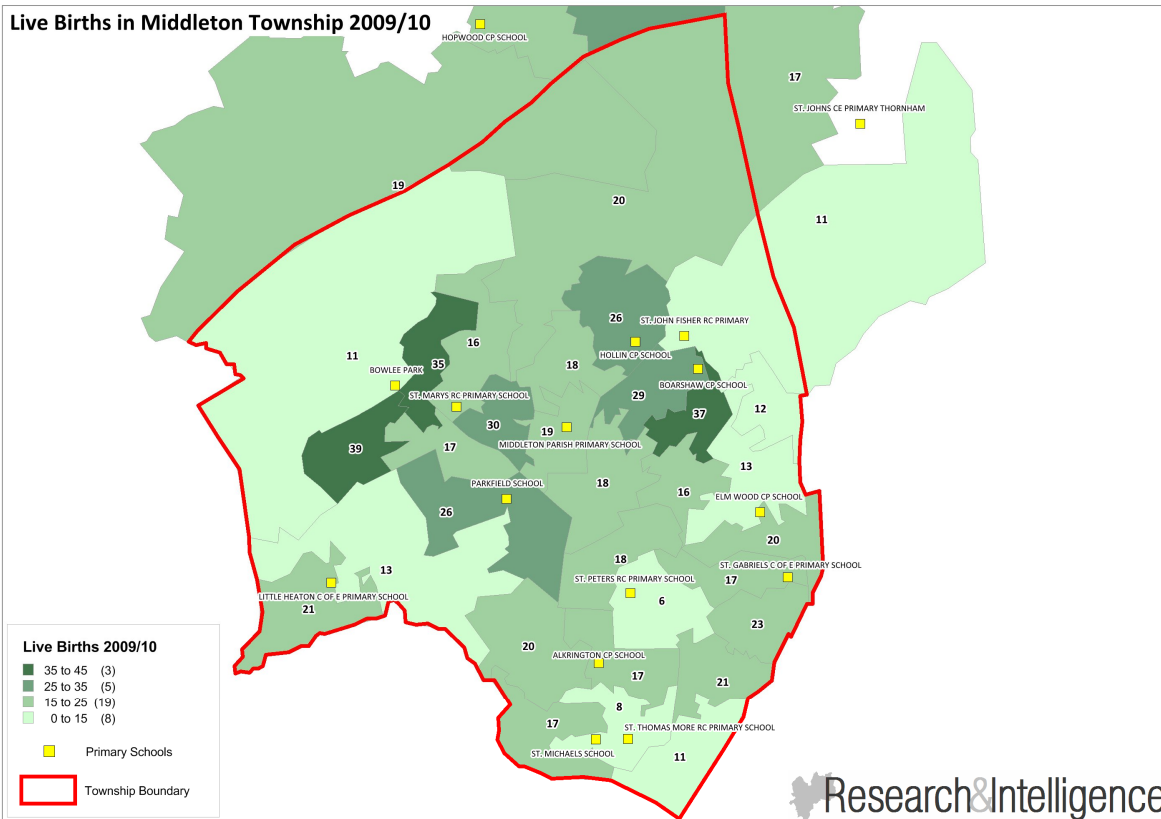 Live Births in Middleton Township 2009/10
HOPWOOD CP SCHOOL
17
ST. JOHNS CE PRIMARY THORNHAM
19
20
11
26
ST. JOHN FISHER RC PRIMARY
16
HOLLIN CP SCHOOL
11
35
18
BOWLEE PARK
BOARSHAW CP SCHOOL
ST. MARYS RC PRIMARY SCHOOL
29
12
37
30
19
MIDDLETON PARISH PRIMARY SCHOOL
39
17
13
PARKFIELD SCHOOL
18
16
ELM WOOD CP SCHOOL
26
20
18
ST. GABRIELS C OF E PRIMARY SCHOOL
13
ST. PETERS RC PRIMARY SCHOOL
17
LITTLE HEATON C OF E PRIMARY SCHOOL
6
21
23
20
ALKRINGTON CP SCHOOL
17
21
8
17
ST. THOMAS MORE RC PRIMARY SCHOOL
ST. MICHAELS SCHOOL
11
Live Births 2009/10
35 to 45 (3)
25 to 35 (5)
15 to 25 (19)
0 to 15 (8)
Primary Schools
Township Boundary
Research&Intelligence